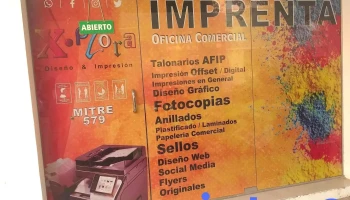 IMPRENTA
OFICINA COMERCIAL
ABIERTO
Diseño & Impresión
MITRE
579
Talonarios AFIP
Impresión Offset / Digital
Impresiones en General
Diseño Gráfico
Fotocopias
Anillados
Plastificado / Laminados
Papelería Comercial
Sellos
Diseño Web
Social Media
Flyers
Originales